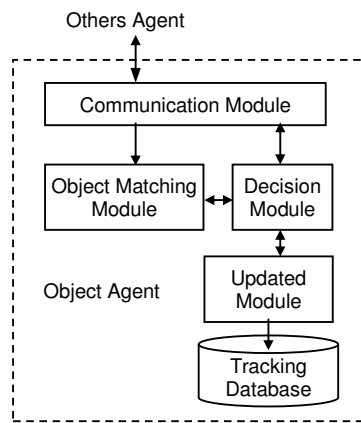 Others Agent
Communication Module
Object Matching
Module
Decision
Module
Object Agent
Updated
Module
Tracking
Database